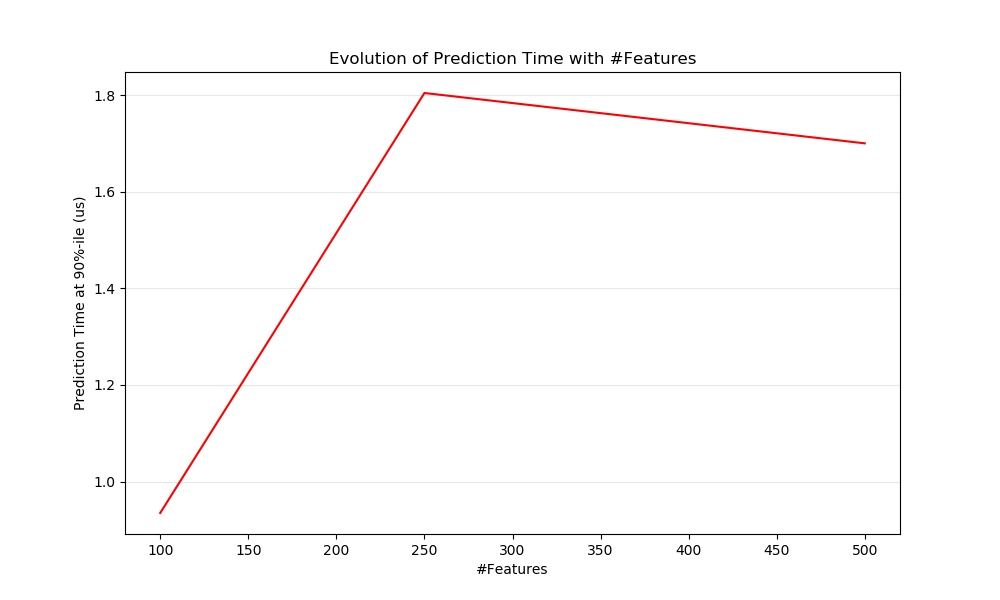 Evolution of Prediction Time with #Features
Prediction Time at 90%-ile (us)
1.8
1.6
1.4
1.2
1.0
100 150 200 250 300 350 400 450 500
#Features